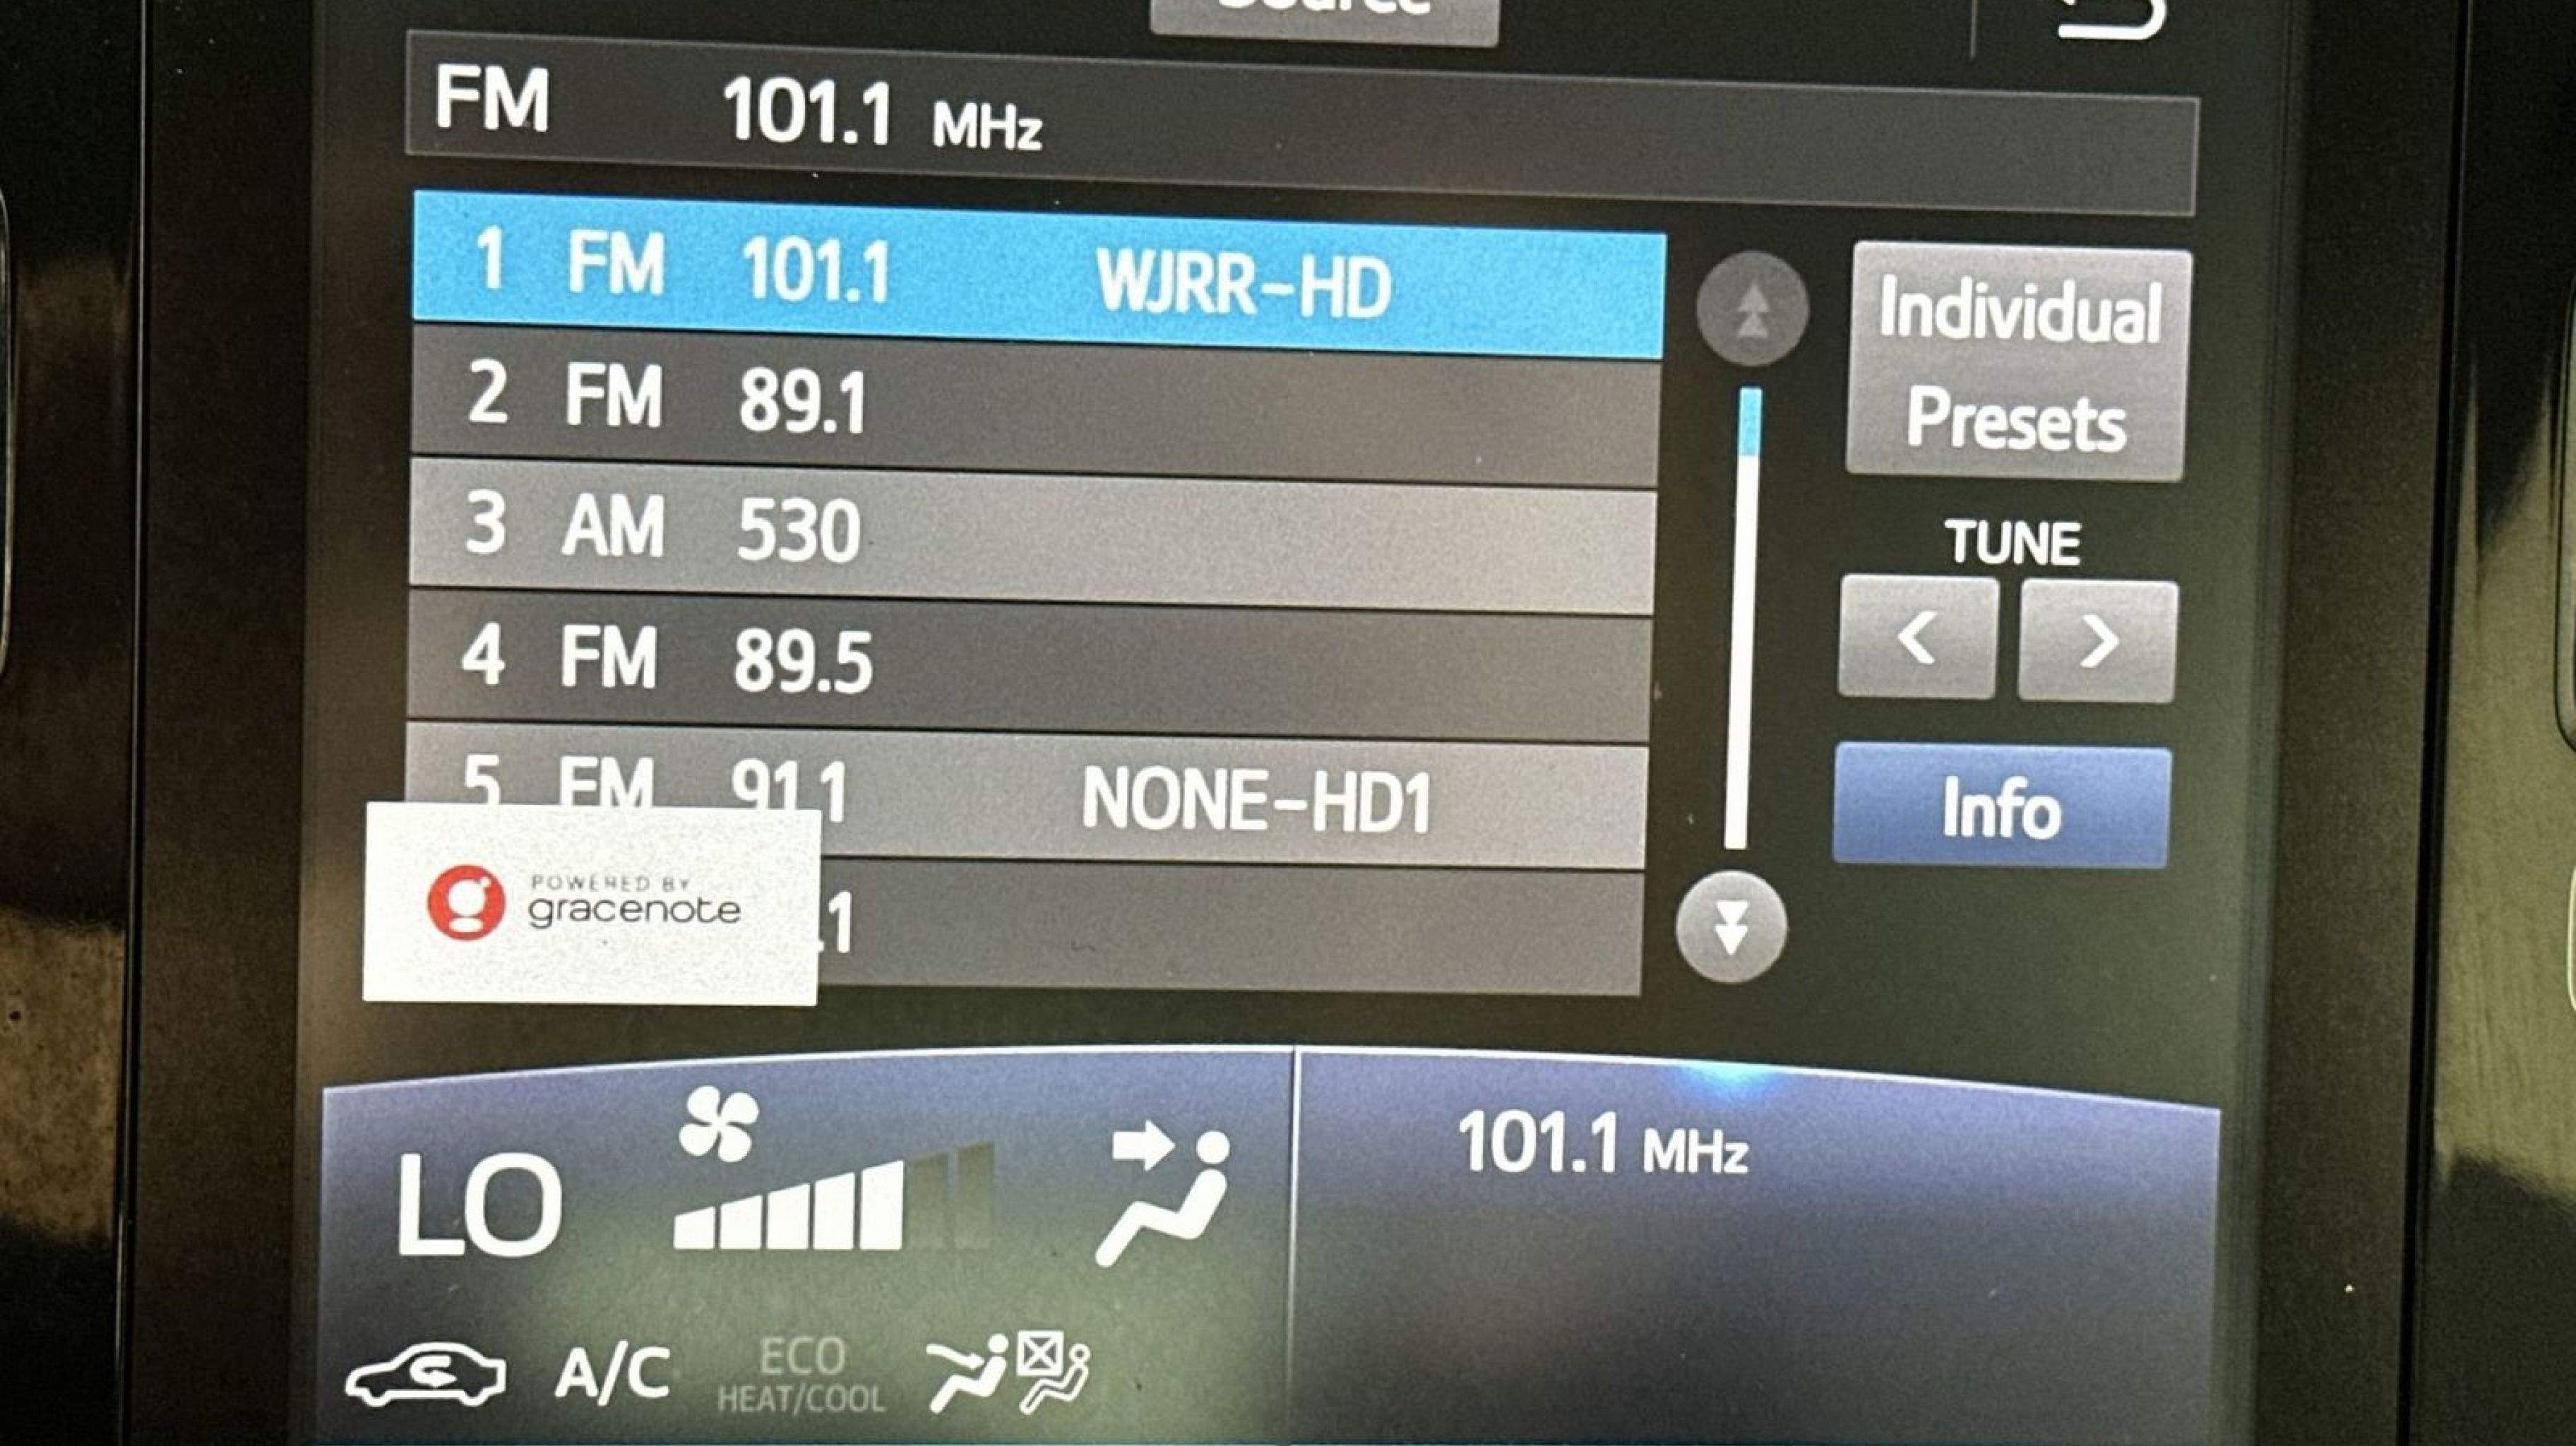 Source
FM 101.1 MHz
1 FM 101.1 WJRR-HD
2 FM 89.1
3 AM 530
4 FM 89.5
5 FM 91.1 NONE-HD1
.1
Individual
Presets
TUNE
< >
Info
POWERED BY
gracenote
LO
101.1 MHz
A/C
ECO
HEAT/COOL